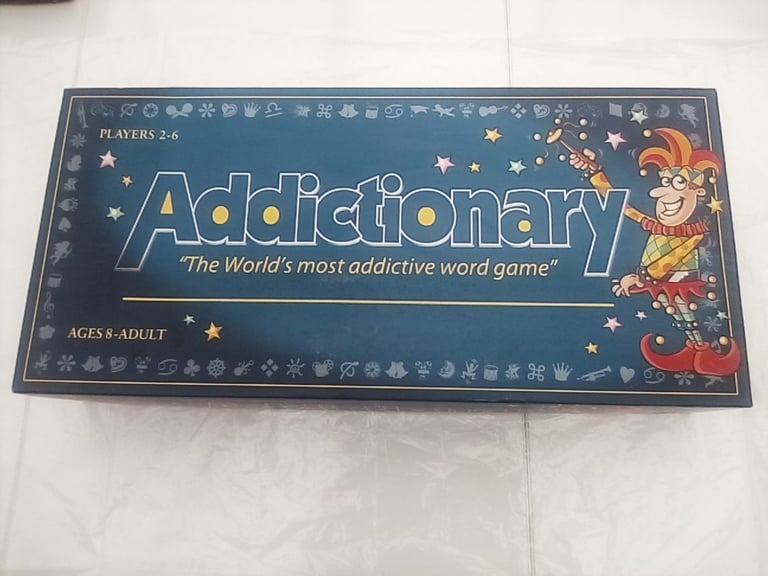 PLAYERS 2-6
Addictionary
"The World's most addictive word game"
AGES 8-ADULT